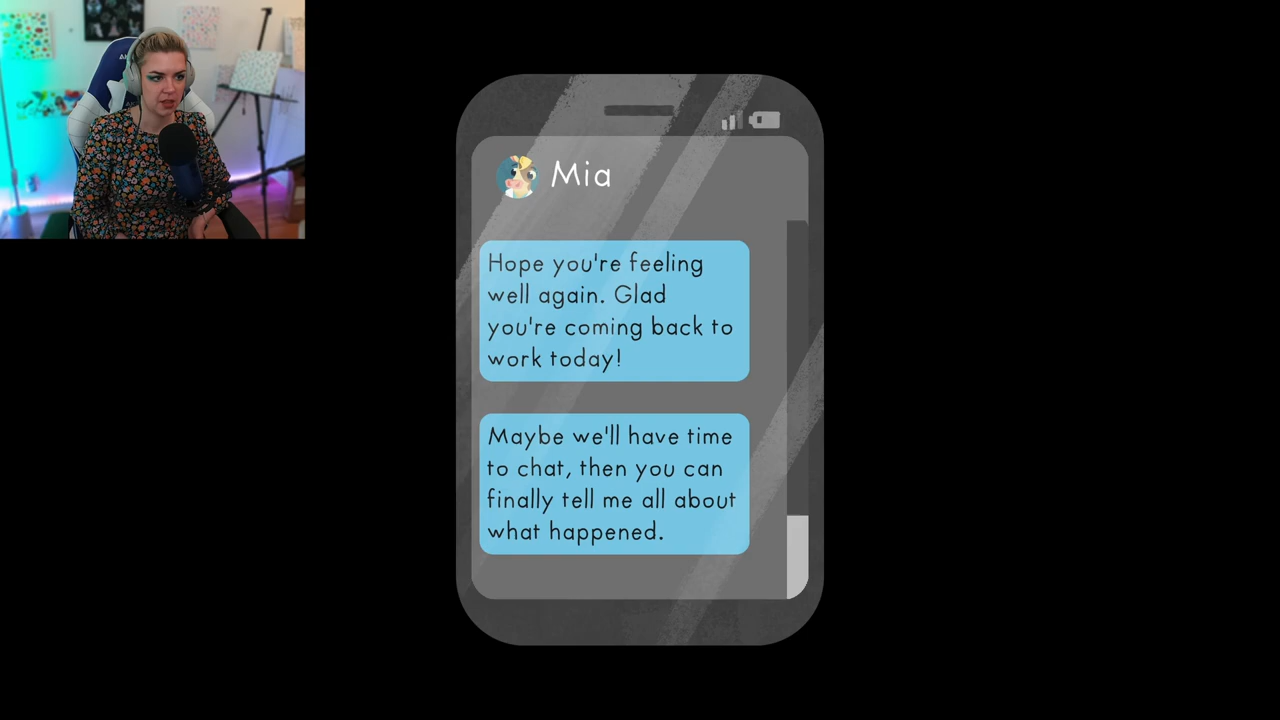 Mia
Hope you're feeling
well again. Glad
you're coming back to
work today!
Maybe we'll have time
to chat, then you can
finally tell me all about
what happened.